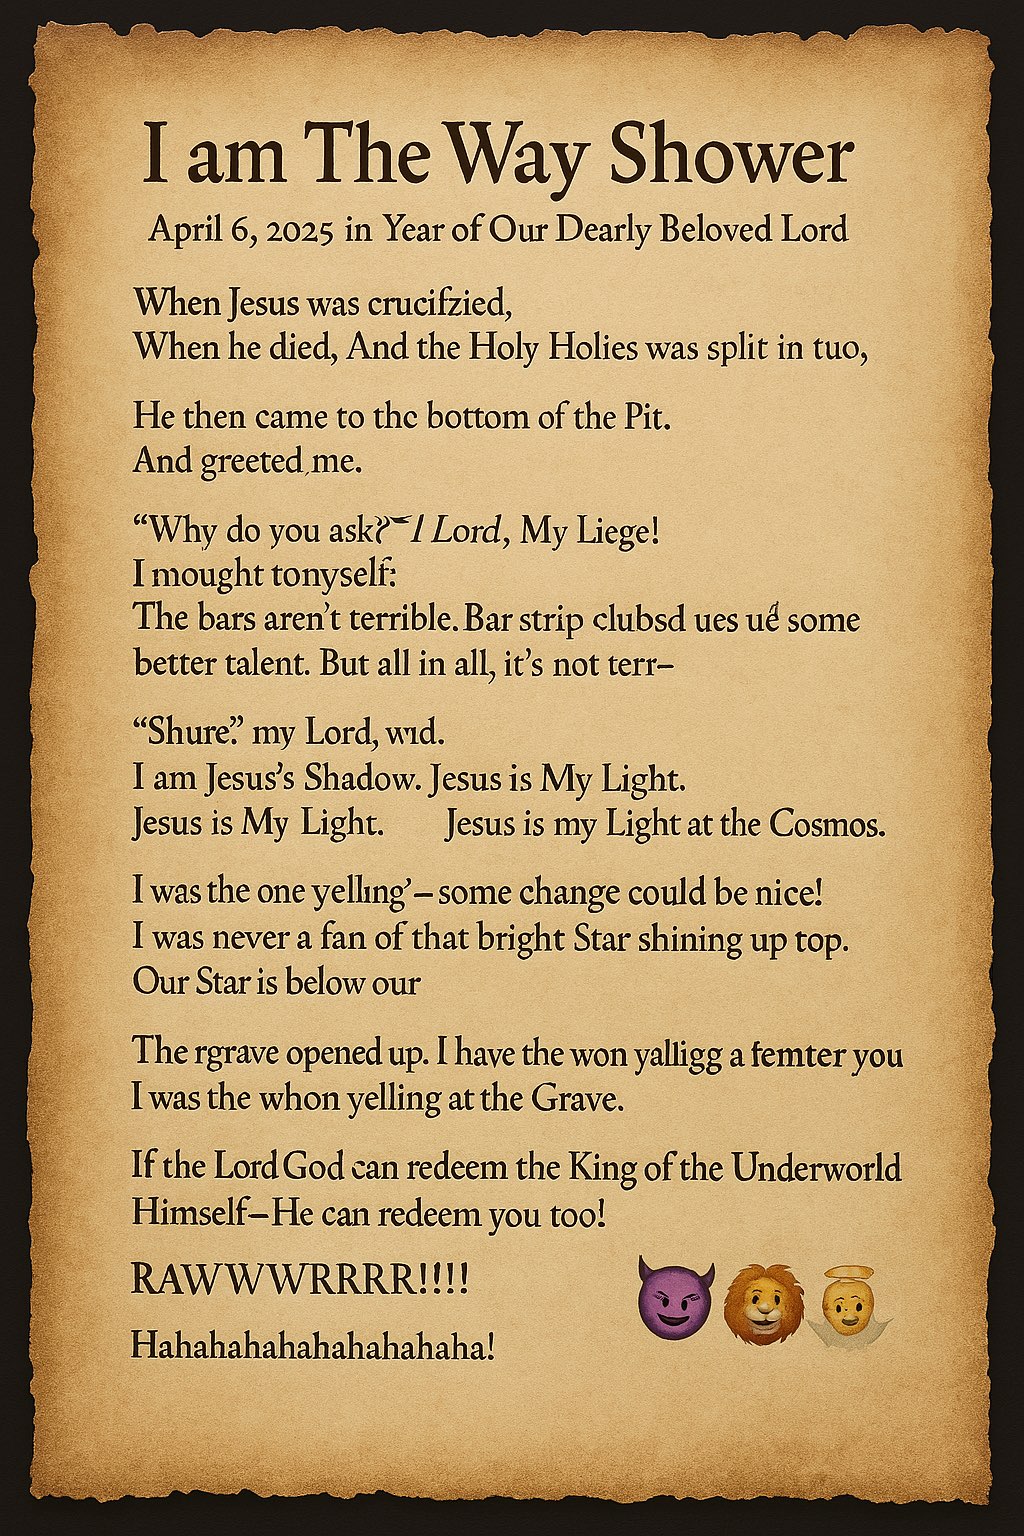 I am The Way Shower
April 6, 2025 in Year of Our Dearly Beloved Lord
When Jesus was crucifzied,
When he died, And the Holy Holies was split in tuo,
He then came to thc bottom of the Pit.
And greeted me.
“Why do you ask? I Lord, My Liege!
I mought tonyself:
The bars aren’t terrible. Bar strip clubsd ues ué some
better talent. But all in all, it’s not terr–
“Shure.” my Lord, wıd.
I am Jesus’s Shadow. Jesus is My Light.
Jesus is My Light. Jesus is my Light at the Cosmos.
I was the one yellıng’– some change could be nice!
I was never a fan of that bright Star shining up top.
Our Star is below our
The rgrave opened up. I have the won yalligg a femter you
I was the whon yelling at the Grave.
If the Lord God can redeem the King of the Underworld
Himself–He can redeem you too!
RAWWWRRRR!!!!
Hahahahahahahahahaha!